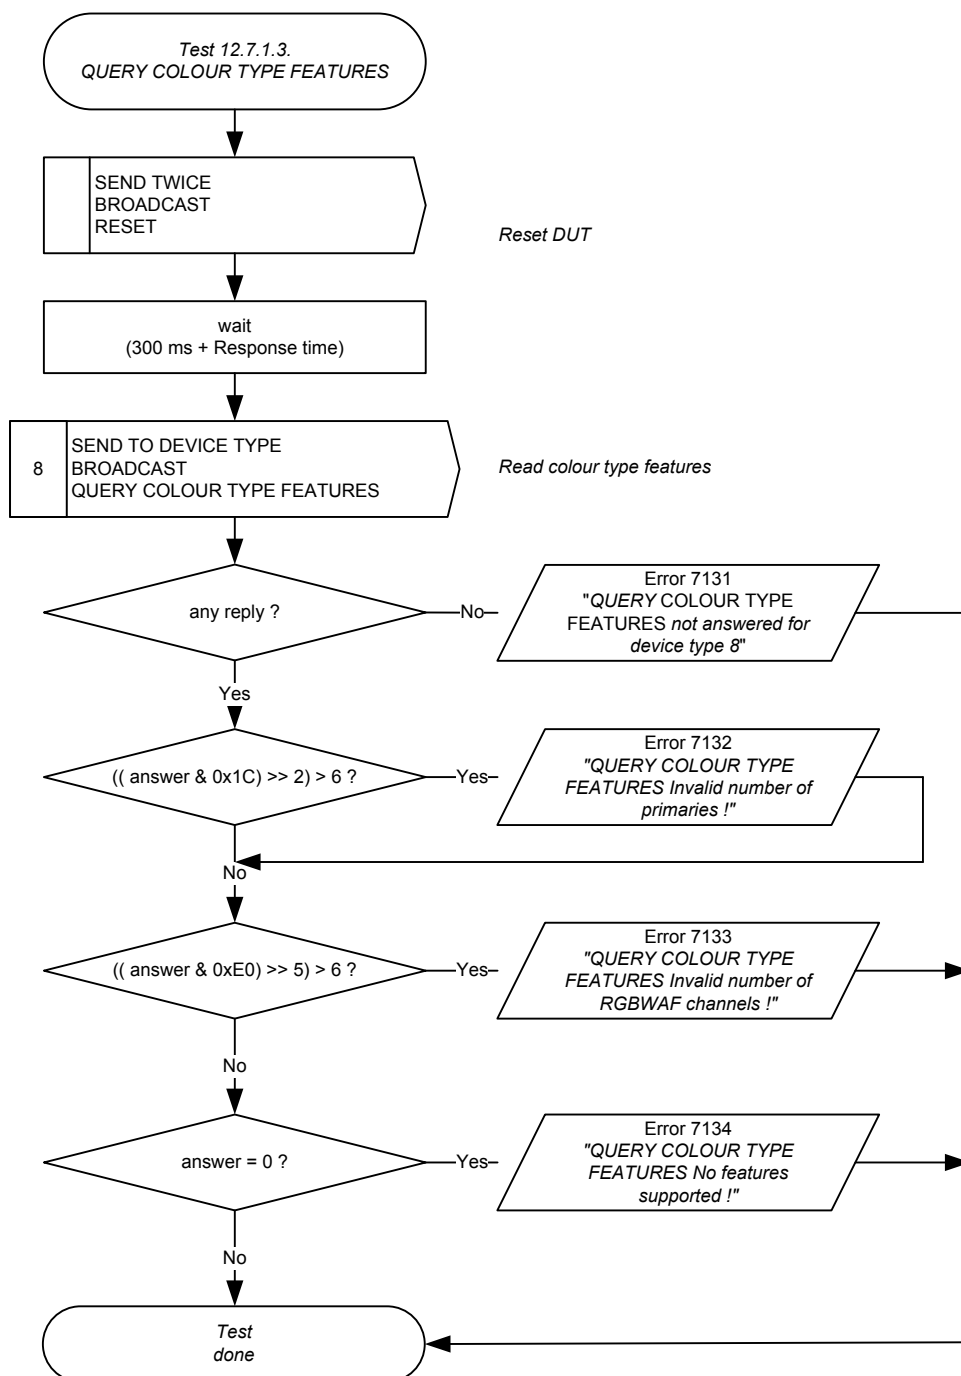 Test 12.7.1.3.
QUERY COLOUR TYPE FEATURES
SEND TWICE
BROADCAST
RESET
Reset DUT
wait
(300 ms + Response time)
8
SEND TO DEVICE TYPE
BROADCAST
QUERY COLOUR TYPE FEATURES
Read colour type features
any reply ?
No
Error 7131
"QUERY COLOUR TYPE
FEATURES not answered for
device type 8"
Yes
(( answer & 0x1C) >> 2) > 6 ?
Yes
Error 7132
"QUERY COLOUR TYPE
FEATURES Invalid number of
primaries !"
No
(( answer & 0xE0) >> 5) > 6 ?
Yes
Error 7133
"QUERY COLOUR TYPE
FEATURES Invalid number of
RGBWAF channels !"
No
answer = 0 ?
Yes
Error 7134
"QUERY COLOUR TYPE
FEATURES No features
supported !"
No
Test
done